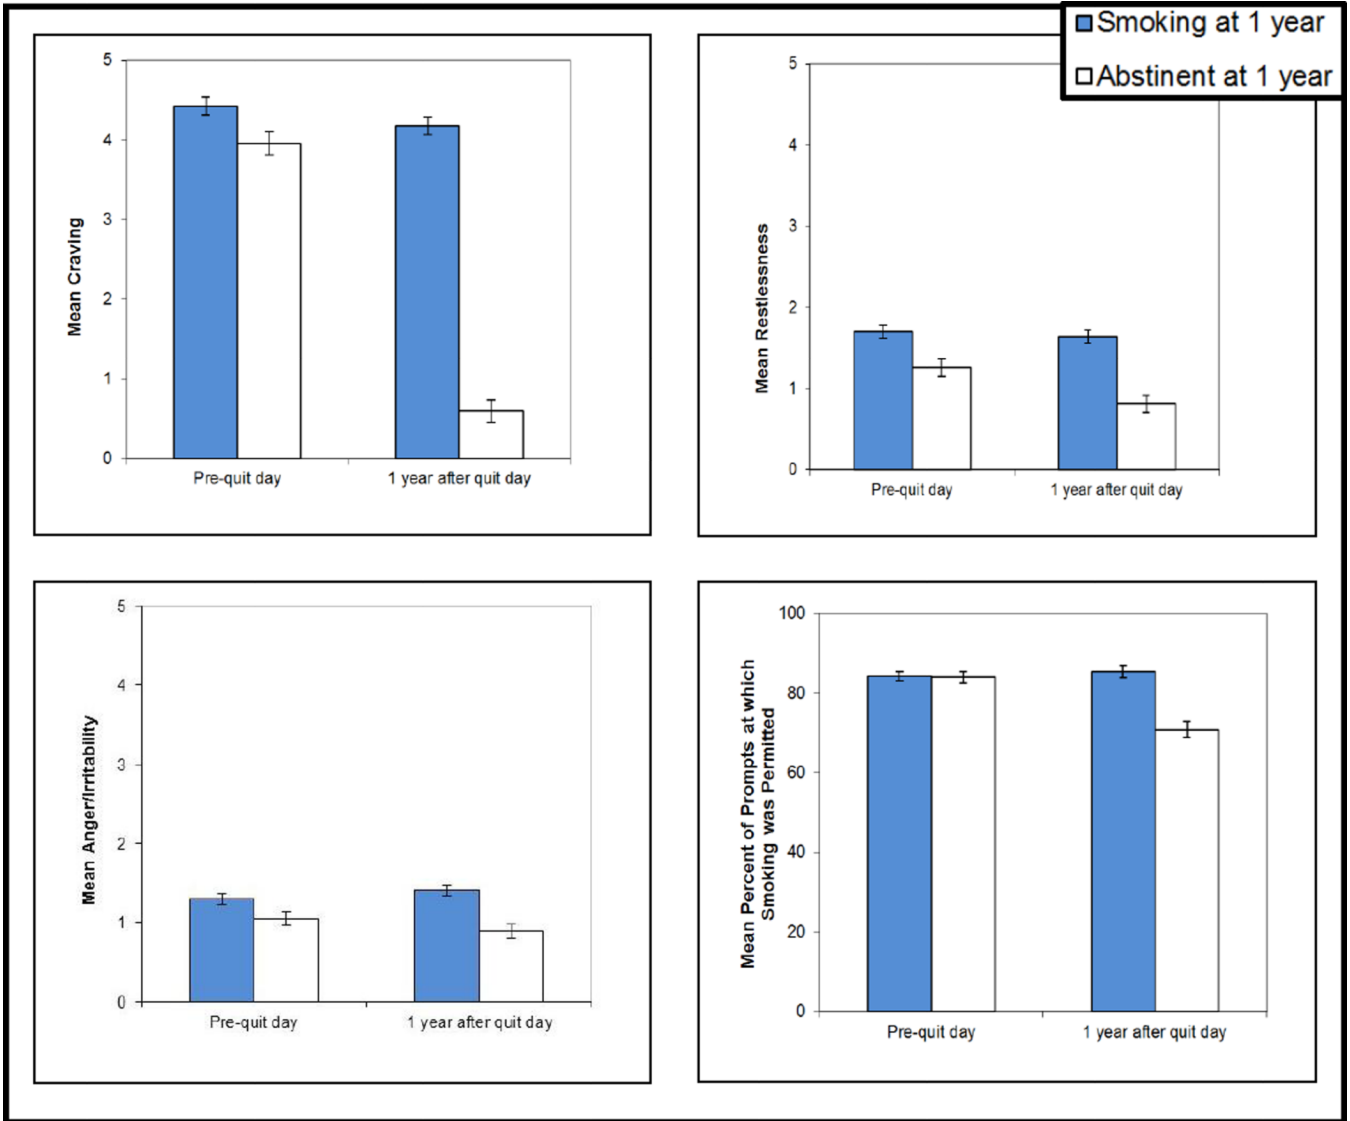 Smoking at 1 year
Abstinent at 1 year
Mean Craving
5
4
3
2
1
0
Pre-quit day
1 year after quit day
Mean Restlessness
5
4
3
2
1
0
Pre-quit day
1 year after quit day
Mean Anger/Irritability
5
4
3
2
1
0
Pre-quit day
1 year after quit day
Mean Percent of Prompts at which
Smoking was Permitted
100
80
60
40
20
0
Pre-quit day
1 year after quit day